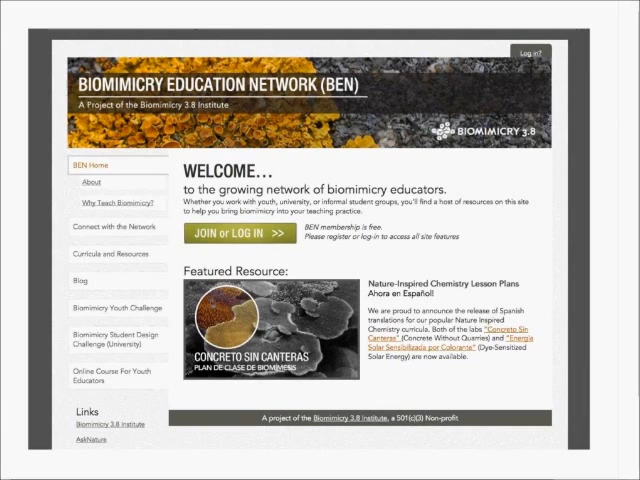 Log in?
BIOMIMICRY EDUCATION NETWORK (BEN)
A Project of the Biomimicry 3.8 Institute
BIOMIMICRY 3.8
BEN Home
About
Why Teach Biomimicry?
Connect with the Network
Curricula and Resources
Blog
Biomimicry Youth Challenge
Biomimicry Student Design
Challenge (University)
Online Course For Youth
Educators
Links
Biomimicry 3.8 Institute
AskNature
WELCOME...
to the growing network of biomimicry educators.
Whether you work with youth, university, or informal student groups, you'll find a host of resources on this site
to help you bring biomimicry into your teaching practice.
JOIN or LOG IN >>
BEN membership is free.
Please register or log-in to access all site features
Featured Resource:
CONCRETO SIN CANTERAS
PLAN DE CLASE DE BIOMIMESIS
Nature-Inspired Chemistry Lesson Plans
Ahora en Español!
We are proud to announce the release of Spanish
translations for our popular Nature Inspired
Chemistry curricula. Both of the labs "Concreto Sin
Canteras" (Concrete Without Quarries) and "Energía
Solar Sensibilizada por Colorante" (Dye-Sensitized
Solar Energy) are now available.
A project of the Biomimicry 3.8 Institute, a 501(c)(3) Non-profit